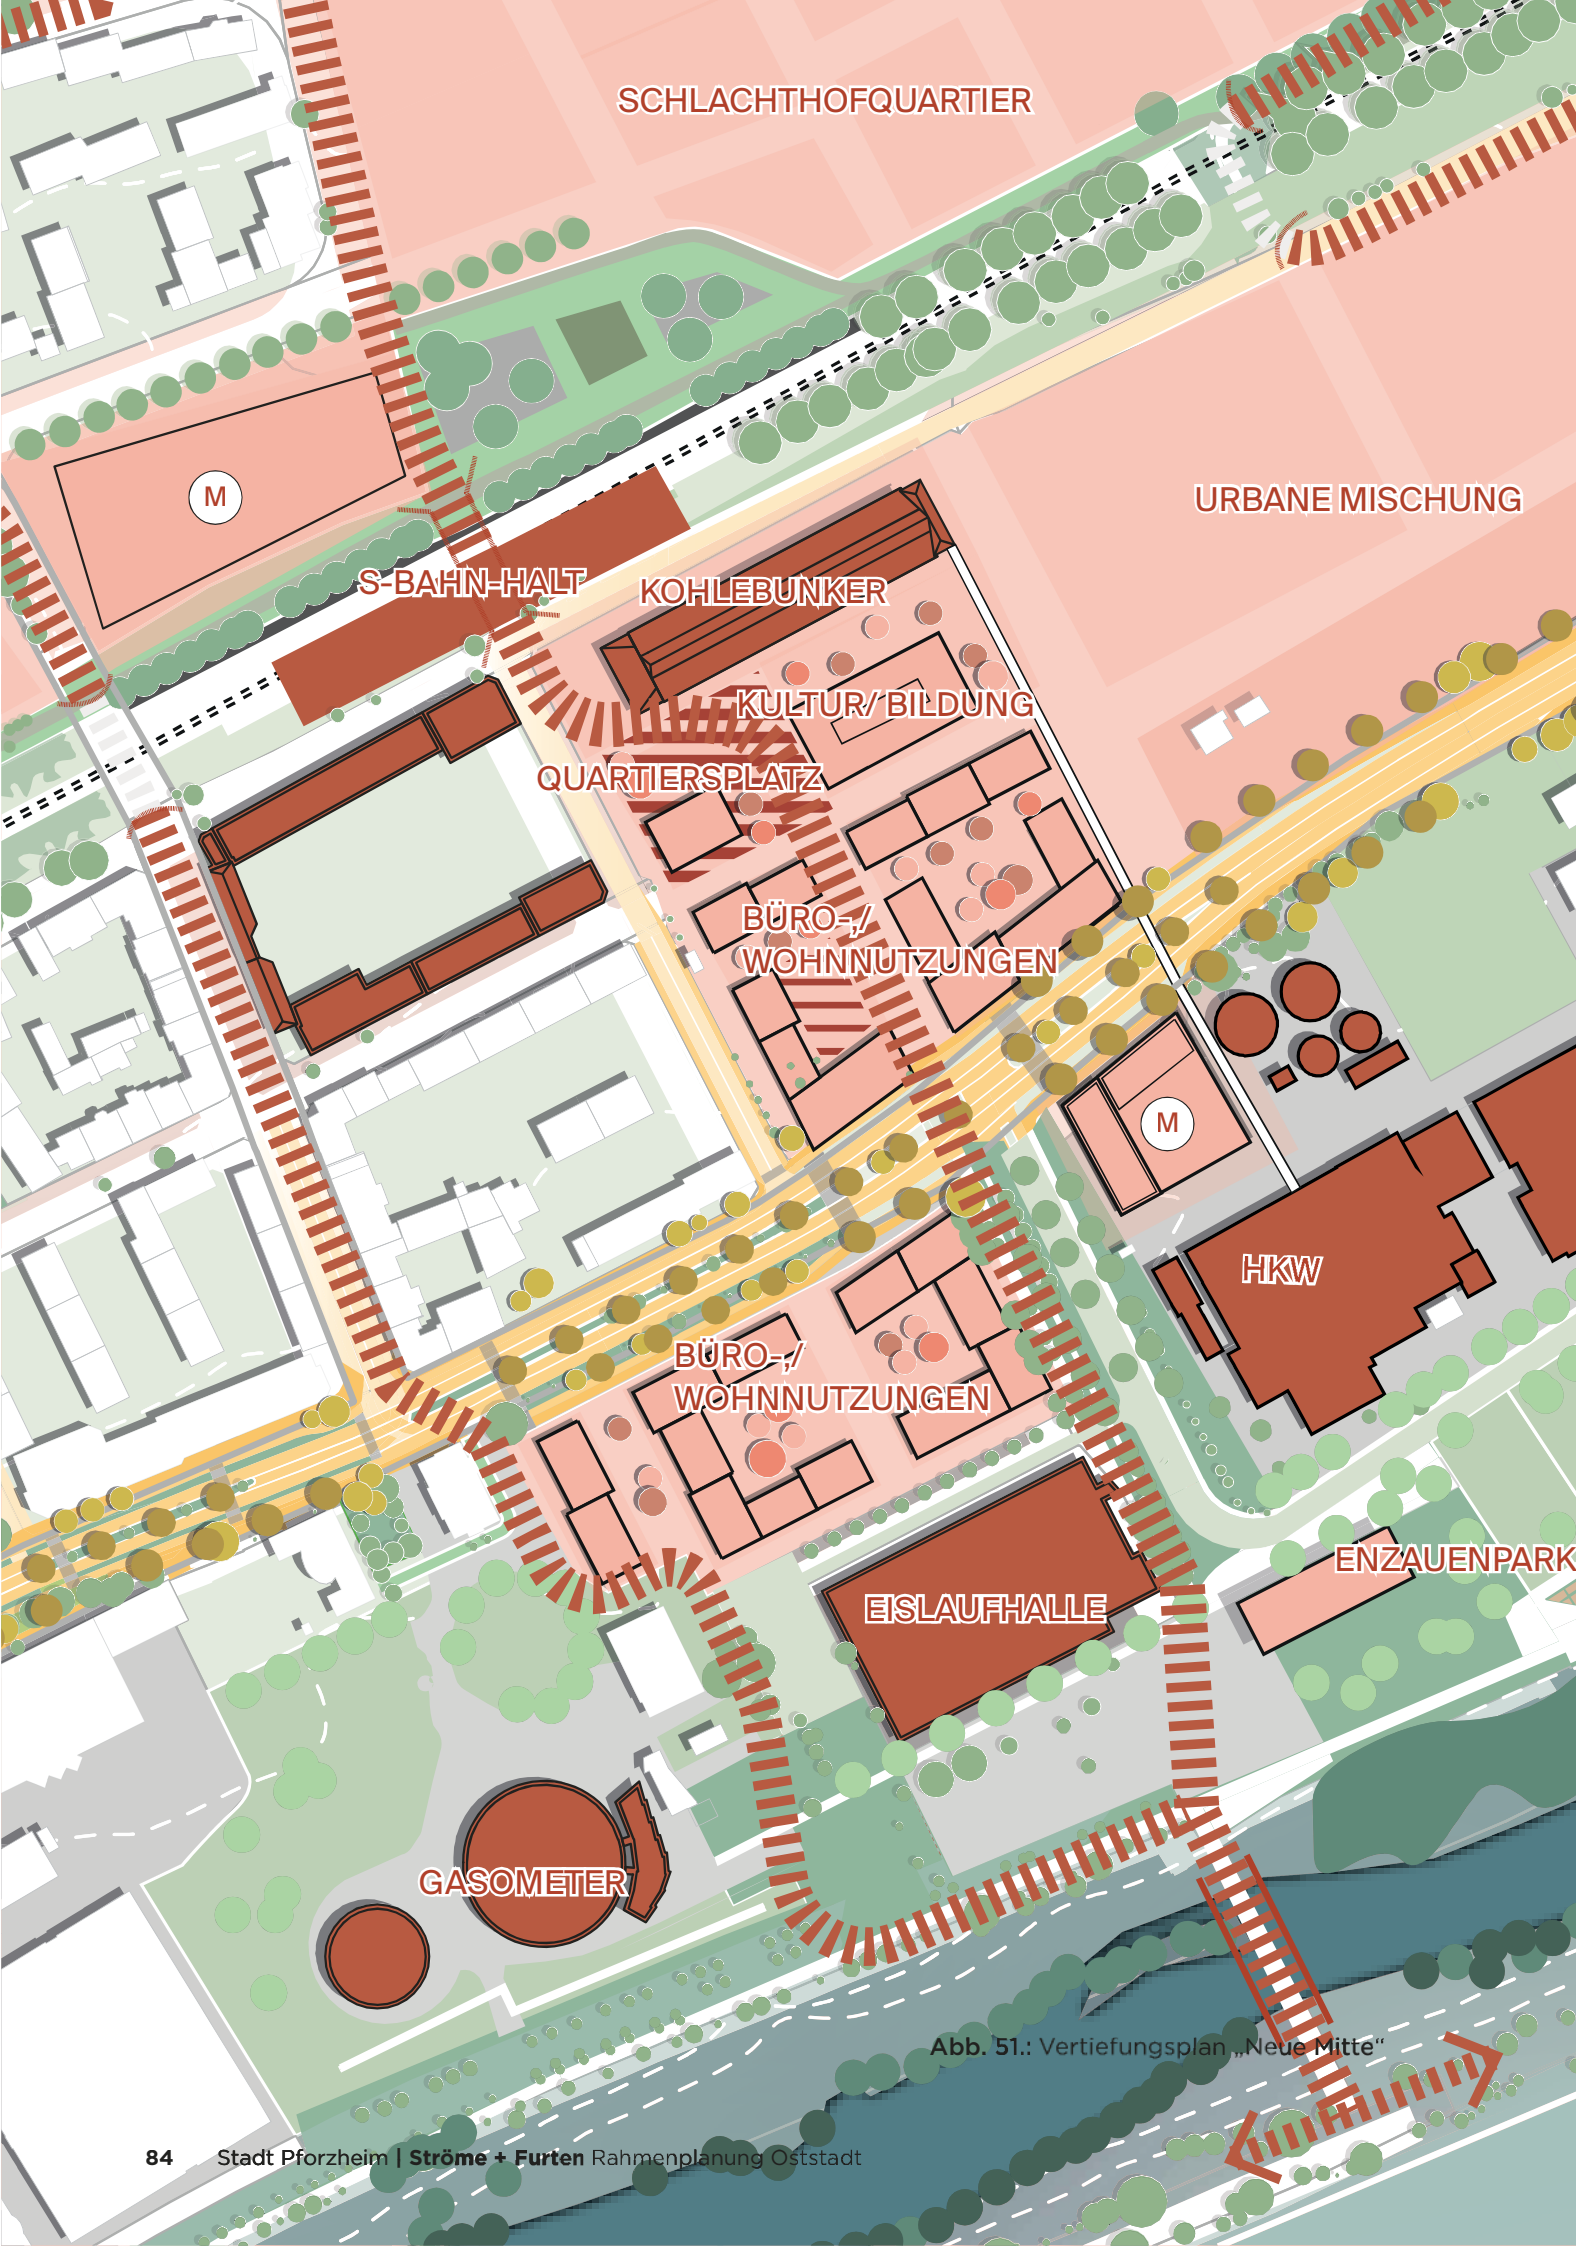 SCHLACHTHOFQUARTIER
M
URBANE MISCHUNG
S-BAHN-HALT
KOHLEBUNKER
KULTUR/ BILDUNG
QUARTIERSPLATZ
BÜRO-,/
WOHNNUTZUNGEN
M
HKW
BÜRO-,/
WOHNNUTZUNGEN
ENZAUENPARK
EISLAUFHALLE
GASOMETER
Abb. 51.: Vertiefungsplan „Neue Mitte“
84 Stadt Pforzheim | Ströme + Furten Rahmenplanung Oststadt